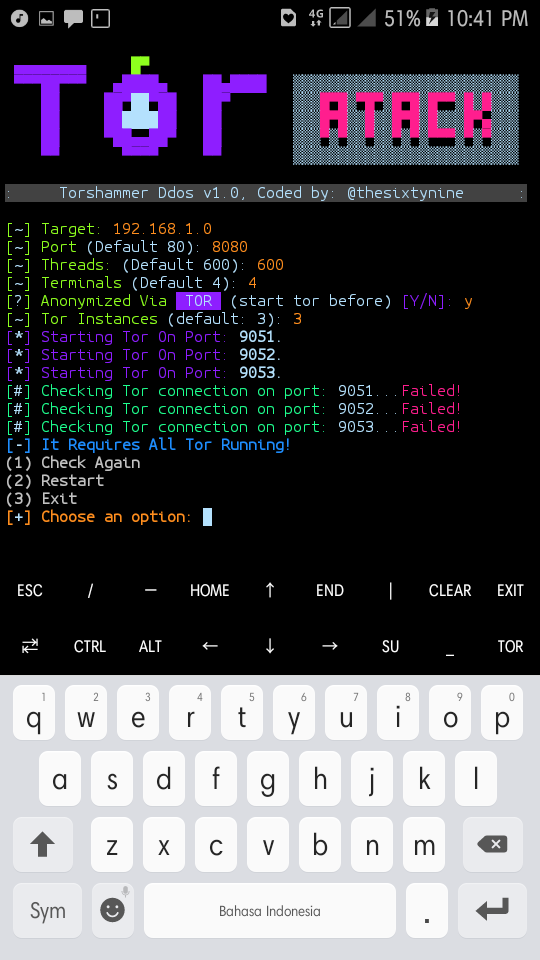 4G
51%
10:41 PM
Tor
ATACK
: Torshammer Ddos v1.0, Coded by: @thesixtynine :
[~] Target: 192.168.1.0
[~] Port (Default 80): 8080
[~] Threads: (Default 600): 600
[~] Terminals (Default 4): 4
[?] Anonymized Via TOR (start tor before) [Y/N]: y
[~] Tor Instances (default: 3): 3
[*] Starting Tor On Port: 9051.
[*] Starting Tor On Port: 9052.
[*] Starting Tor On Port: 9053.
[#] Checking Tor connection on port: 9051...Failed!
[#] Checking Tor connection on port: 9052...Failed!
[#] Checking Tor connection on port: 9053...Failed!
[-] It Requires All Tor Running!
(1) Check Again
(2) Restart
(3) Exit
[+] Choose an option:
ESC / — HOME ↑ END | CLEAR EXIT
CTRL ALT ← ↓ → SU _ TOR
1 2 3 4 5 6 7 8 9 0
q w e r t y u i o p
a s d f g h j k l
z x c v b n m
Sym Bahasa Indonesia .